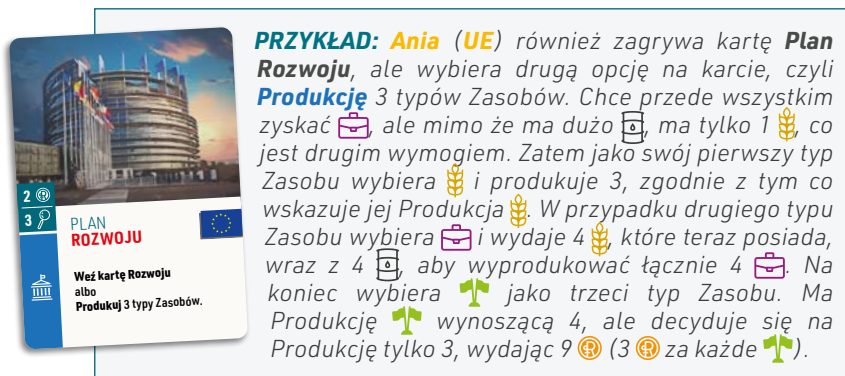 PRZYKŁAD: Ania (UE) również zagrywa kartę Plan
Rozwoju, ale wybiera drugą opcję na karcie, czyli
Produkcję 3 typów Zasobów. Chce przede wszystkim
zyskać , ale mimo że ma dużo , ma tylko 1 , co
jest drugim wymogiem. Zatem jako swój pierwszy typ
Zasobu wybiera i produkuje 3, zgodnie z tym co
wskazuje jej Produkcja . W przypadku drugiego typu
Zasobu wybiera i wydaje 4 , które teraz posiada,
wraz z 4 , aby wyprodukować łącznie 4 . Na
koniec wybiera jako trzeci typ Zasobu. Ma
Produkcję wynoszącą 4, ale decyduje się na
Produkcję tylko 3, wydając 9 (3 za każde ).
2
3
PLAN
ROZWOJU
Weź kartę Rozwoju
albo
Produkuj 3 typy Zasobów.